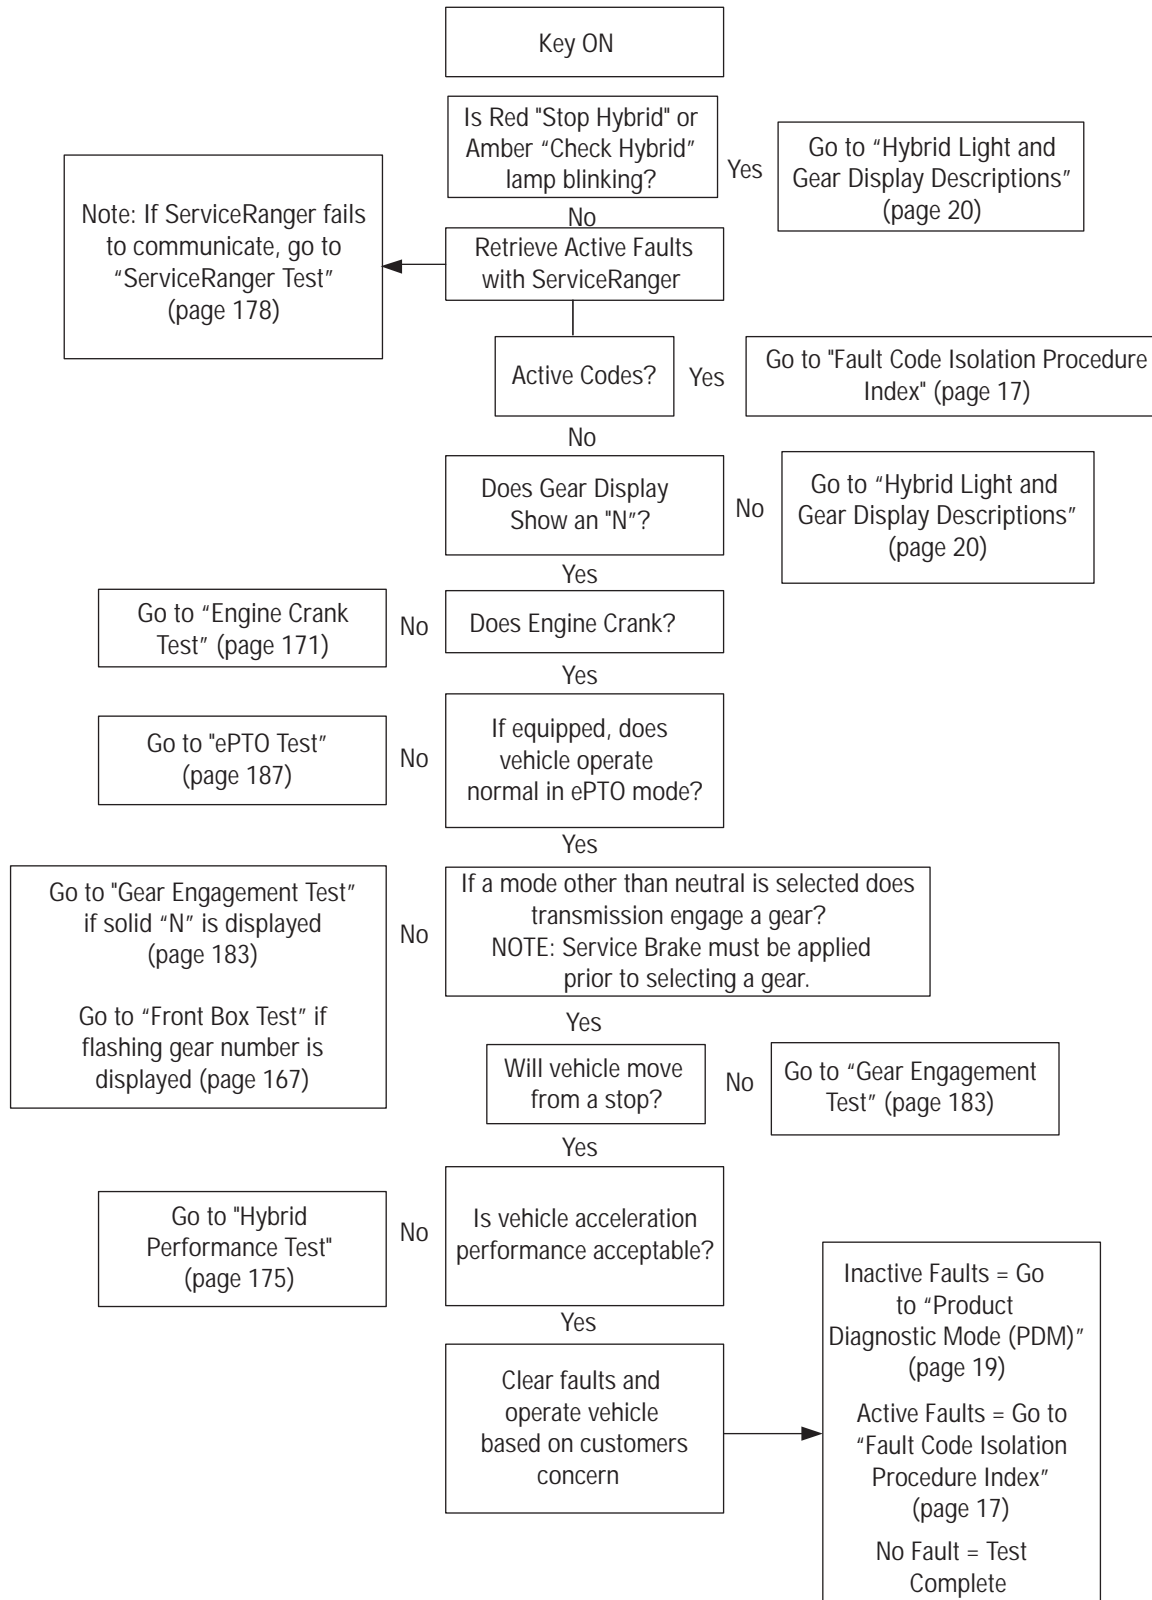 Key ON
Is Red "Stop Hybrid" or
Amber “Check Hybrid”
lamp blinking?
Yes
Go to “Hybrid Light and
Gear Display Descriptions”
(page 20)
No
Note: If ServiceRanger fails
to communicate, go to
“ServiceRanger Test”
(page 178)
Retrieve Active Faults
with ServiceRanger
Active Codes?
Yes
Go to "Fault Code Isolation Procedure
Index" (page 17)
No
Does Gear Display
Show an "N"?
No
Go to “Hybrid Light and
Gear Display Descriptions”
(page 20)
Yes
Go to “Engine Crank
Test” (page 171)
No
Does Engine Crank?
Yes
Go to "ePTO Test"
(page 187)
No
If equipped, does
vehicle operate
normal in ePTO mode?
Yes
Go to "Gear Engagement Test”
if solid “N” is displayed
(page 183)
Go to “Front Box Test” if
flashing gear number is
displayed (page 167)
No
If a mode other than neutral is selected does
transmission engage a gear?
NOTE: Service Brake must be applied
prior to selecting a gear.
Yes
Will vehicle move
from a stop?
No
Go to “Gear Engagement
Test” (page 183)
Yes
Go to "Hybrid
Performance Test"
(page 175)
No
Is vehicle acceleration
performance acceptable?
Yes
Clear faults and
operate vehicle
based on customers
concern
Inactive Faults = Go
to “Product
Diagnostic Mode (PDM)”
(page 19)
Active Faults = Go to
“Fault Code Isolation
Procedure Index”
(page 17)
No Fault = Test
Complete